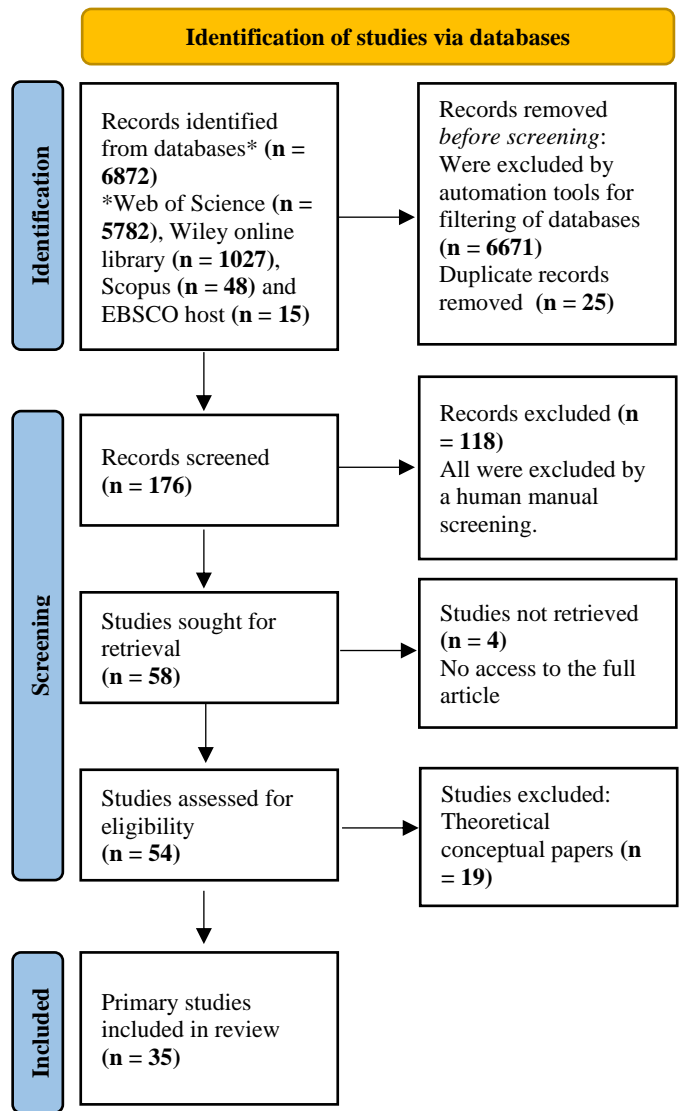 Identification of studies via databases
Identification
Records identified
from databases* (n =
6872)
*Web of Science (n =
5782), Wiley online
library (n = 1027),
Scopus (n = 48) and
EBSCO host (n = 15)
Records removed
before screening:
Were excluded by
automation tools for
filtering of databases
(n = 6671)
Duplicate records
removed (n = 25)
Screening
Records screened
(n = 176)
Records excluded (n
= 118)
All were excluded by
a human manual
screening.
Studies sought for
retrieval
(n = 58)
Studies not retrieved
(n = 4)
No access to the full
article
Studies assessed for
eligibility
(n = 54)
Studies excluded:
Theoretical
conceptual papers (n
= 19)
Included
Primary studies
included in review
(n = 35)